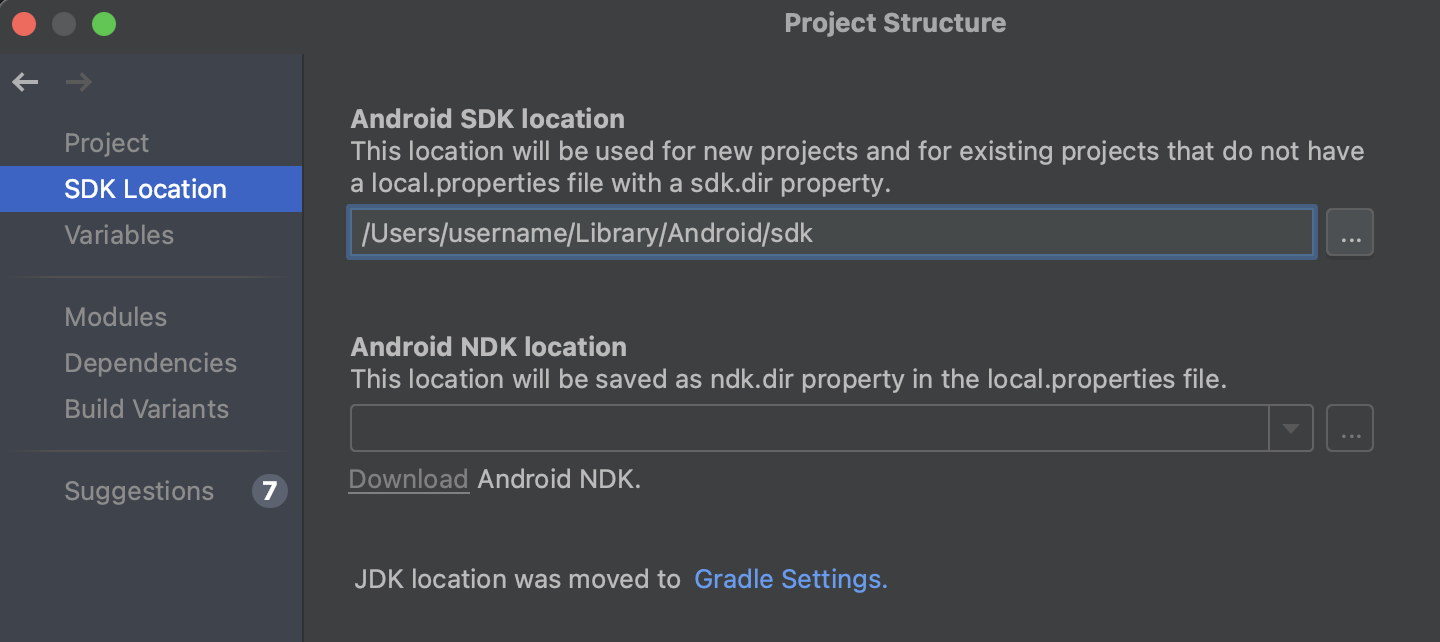 Project Structure
Project
SDK Location
Variables
Modules
Dependencies
Build Variants
Suggestions 7
Android SDK location
This location will be used for new projects and for existing projects that do not have
a local.properties file with a sdk.dir property.
/Users/username/Library/Android/sdk
...
Android NDK location
This location will be saved as ndk.dir property in the local.properties file.
...
Download Android NDK.
JDK location was moved to Gradle Settings.